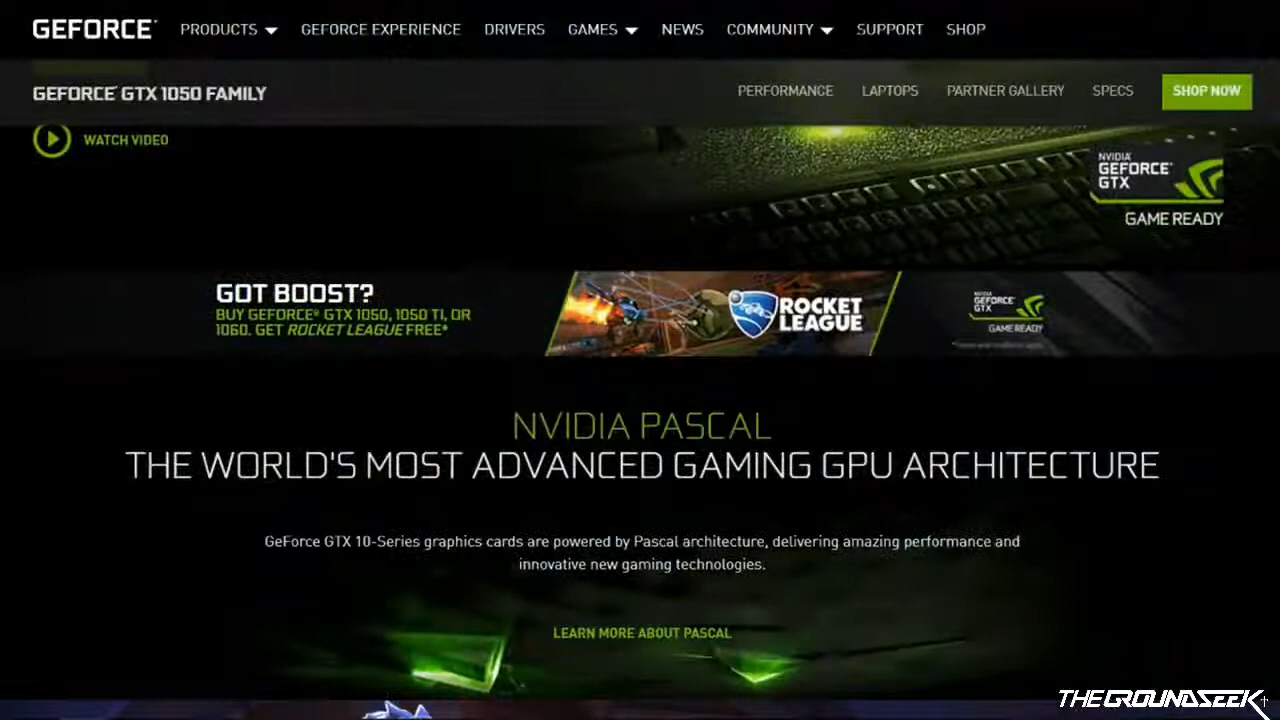 GEFORCE PRODUCTS GEFORCE EXPERIENCE DRIVERS GAMES NEWS COMMUNITY SUPPORT SHOP
GEFORCE GTX 1050 FAMILY PERFORMANCE LAPTOPS PARTNER GALLERY SPECS SHOP NOW
WATCH VIDEO
NVIDIA
GEFORCE
GTX
GAME READY
GOT BOOST?
BUY GEFORCE® GTX 1050, 1050 TI, OR
1060. GET ROCKET LEAGUE FREE*
ROCKET
LEAGUE
NVIDIA
GEFORCE
GTX
GAME READY
NVIDIA PASCAL
THE WORLD'S MOST ADVANCED GAMING GPU ARCHITECTURE
GeForce GTX 10-Series graphics cards are powered by Pascal architecture, delivering amazing performance and
innovative new gaming technologies.
LEARN MORE ABOUT PASCAL
THEGROUNDSEEK+